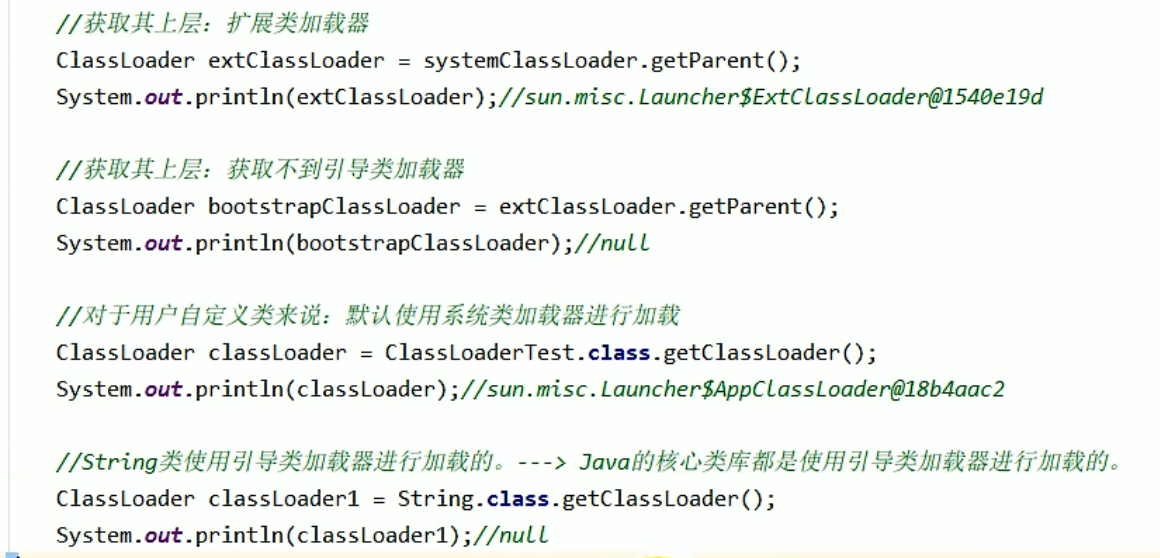 //获取其上层：扩展类加载器
ClassLoader extClassLoader = systemClassLoader.getParent();
System.out.println(extClassLoader);//sun.misc.Launcher$ExtClassLoader@1540e19d
//获取其上层：获取不到引导类加载器
ClassLoader bootstrapClassLoader = extClassLoader.getParent();
System.out.println(bootstrapClassLoader);//null
//对于用户自定义类来说：默认使用系统类加载器进行加载
ClassLoader classLoader = ClassLoaderTest.class.getClassLoader();
System.out.println(classLoader);//sun.misc.Launcher$AppClassLoader@18b4aac2
//String类使用引导类加载器进行加载的。---> Java的核心类库都是使用引导类加载器进行加载的。
ClassLoader classLoader1 = String.class.getClassLoader();
System.out.println(classLoader1);//null